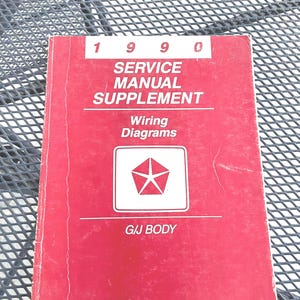 1990
SERVICE
MANUAL
SUPPLEMENT
Wiring
Diagrams
G/J BODY